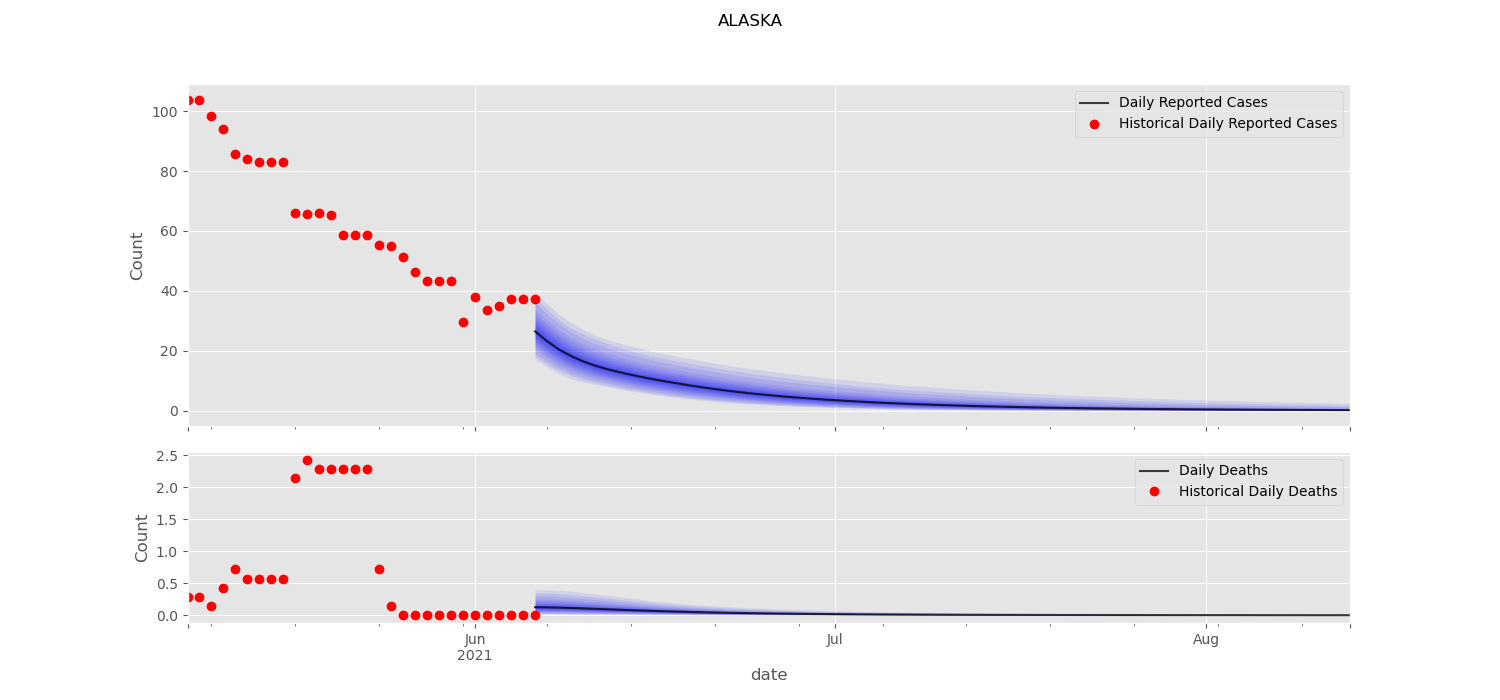 ALASKA
Daily Reported Cases
Historical Daily Reported Cases
100
80
60
40
20
0
Count
Daily Deaths
Historical Daily Deaths
2.5
2.0
1.5
1.0
0.5
0.0
Count
Jun
2021
Jul
Aug
date